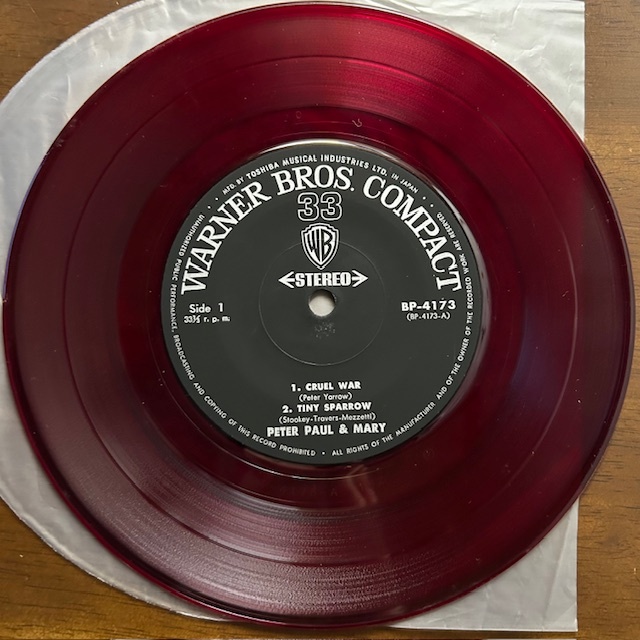 MFG. BY TOSHIBA MUSICAL INDUSTRIES LTD. IN JAPAN
WARNER BROS. COMPACT
33
WB
STEREO
Side 1
33⅓ r. p. m.
BP-4173
(BP-4173-A)
1. CRUEL WAR
(Peter Yarrow)
2. TINY SPARROW
(Stookey-Travers-Mezzetti)
PETER PAUL & MARY
UNAUTHORIZED PUBLIC PERFORMANCE, BROADCASTING AND COPYING OF THIS RECORD PROHIBITED • ALL RIGHTS OF THE MANUFACTURER AND OF THE OWNER OF THE RECORDED WORK ARE RESERVED